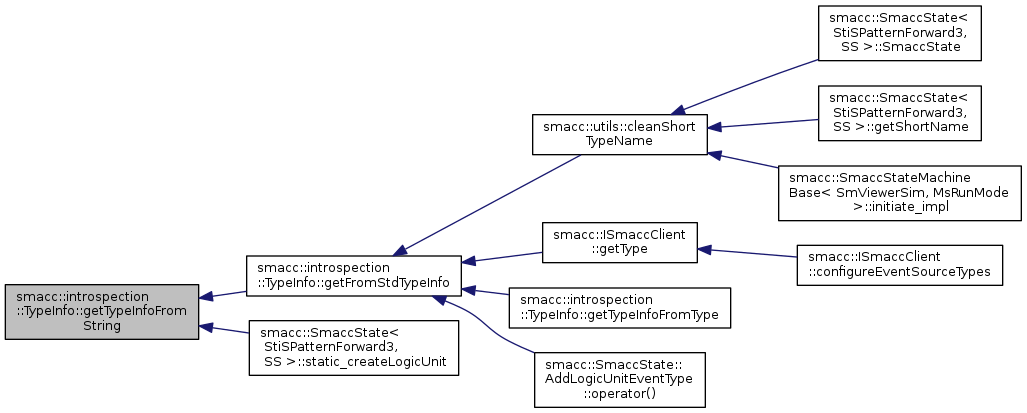 smacc::SmaccState<
StiSPatternForward3,
SS >::SmaccState
smacc::SmaccState<
StiSPatternForward3,
SS >::getShortName
smacc::utils::cleanShort
TypeName
smacc::SmaccStateMachine
Base< SmViewerSim, MsRunMode
>::initiate_impl
smacc::ISmaccClient
::getType
smacc::ISmaccClient
::configureEventSourceTypes
smacc::introspection
::TypeInfo::getFromStdTypeInfo
smacc::introspection
::TypeInfo::getTypeInfoFrom
String
smacc::introspection
::TypeInfo::getTypeInfoFromType
smacc::SmaccState<
StiSPatternForward3,
SS >::static_createLogicUnit
smacc::SmaccState::
AddLogicUnitEventType
::operator()